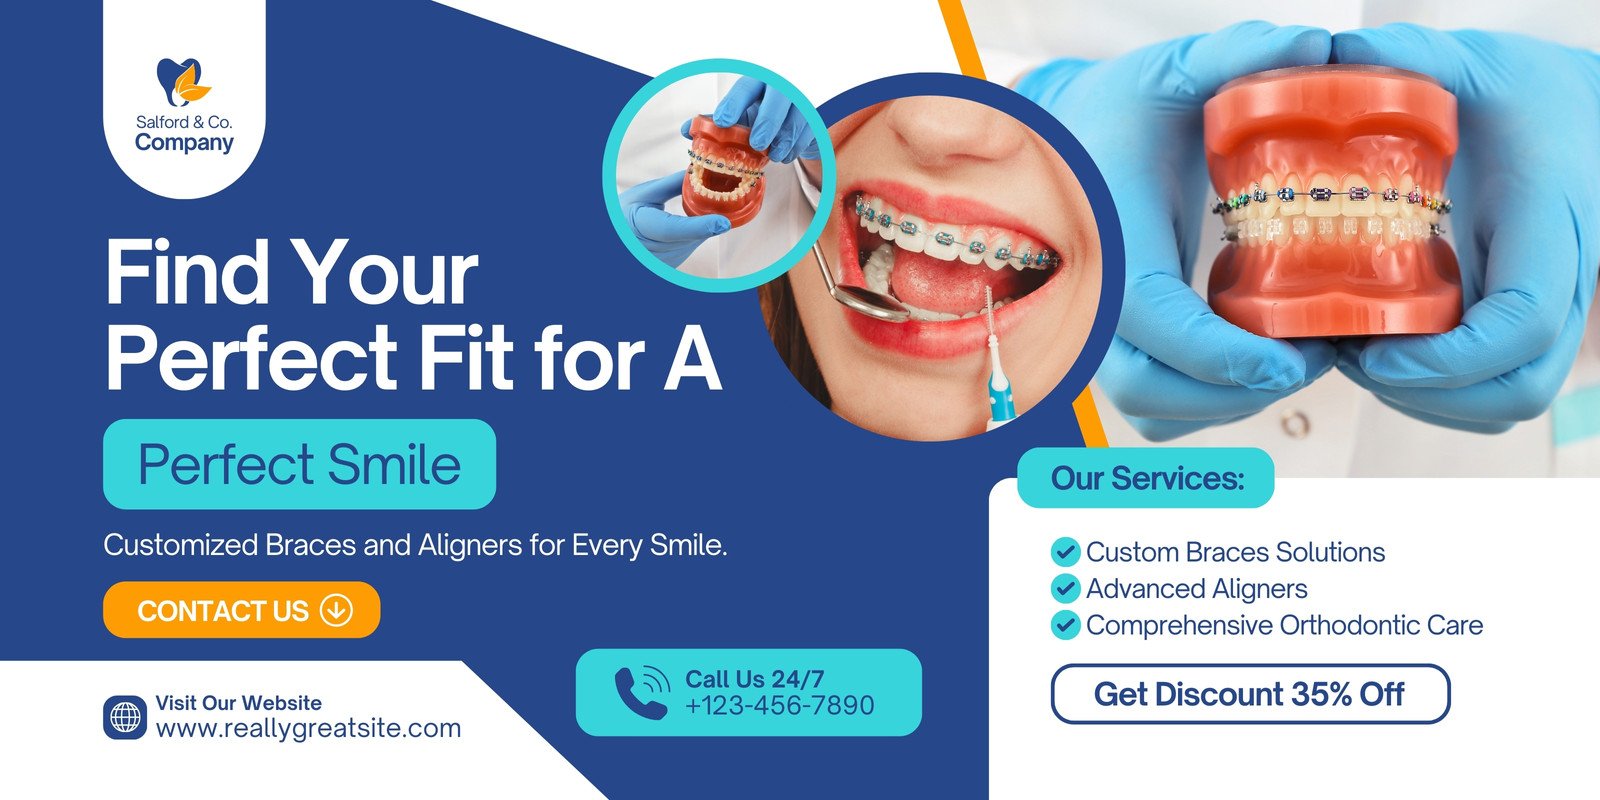 Salford & Co.
Company
Find Your
Perfect Fit for A
Perfect Smile
Customized Braces and Aligners for Every Smile.
CONTACT US
Visit Our Website
www.reallygreatsite.com
Call Us 24/7
+123-456-7890
Our Services:
Custom Braces Solutions
Advanced Aligners
Comprehensive Orthodontic Care
Get Discount 35% Off